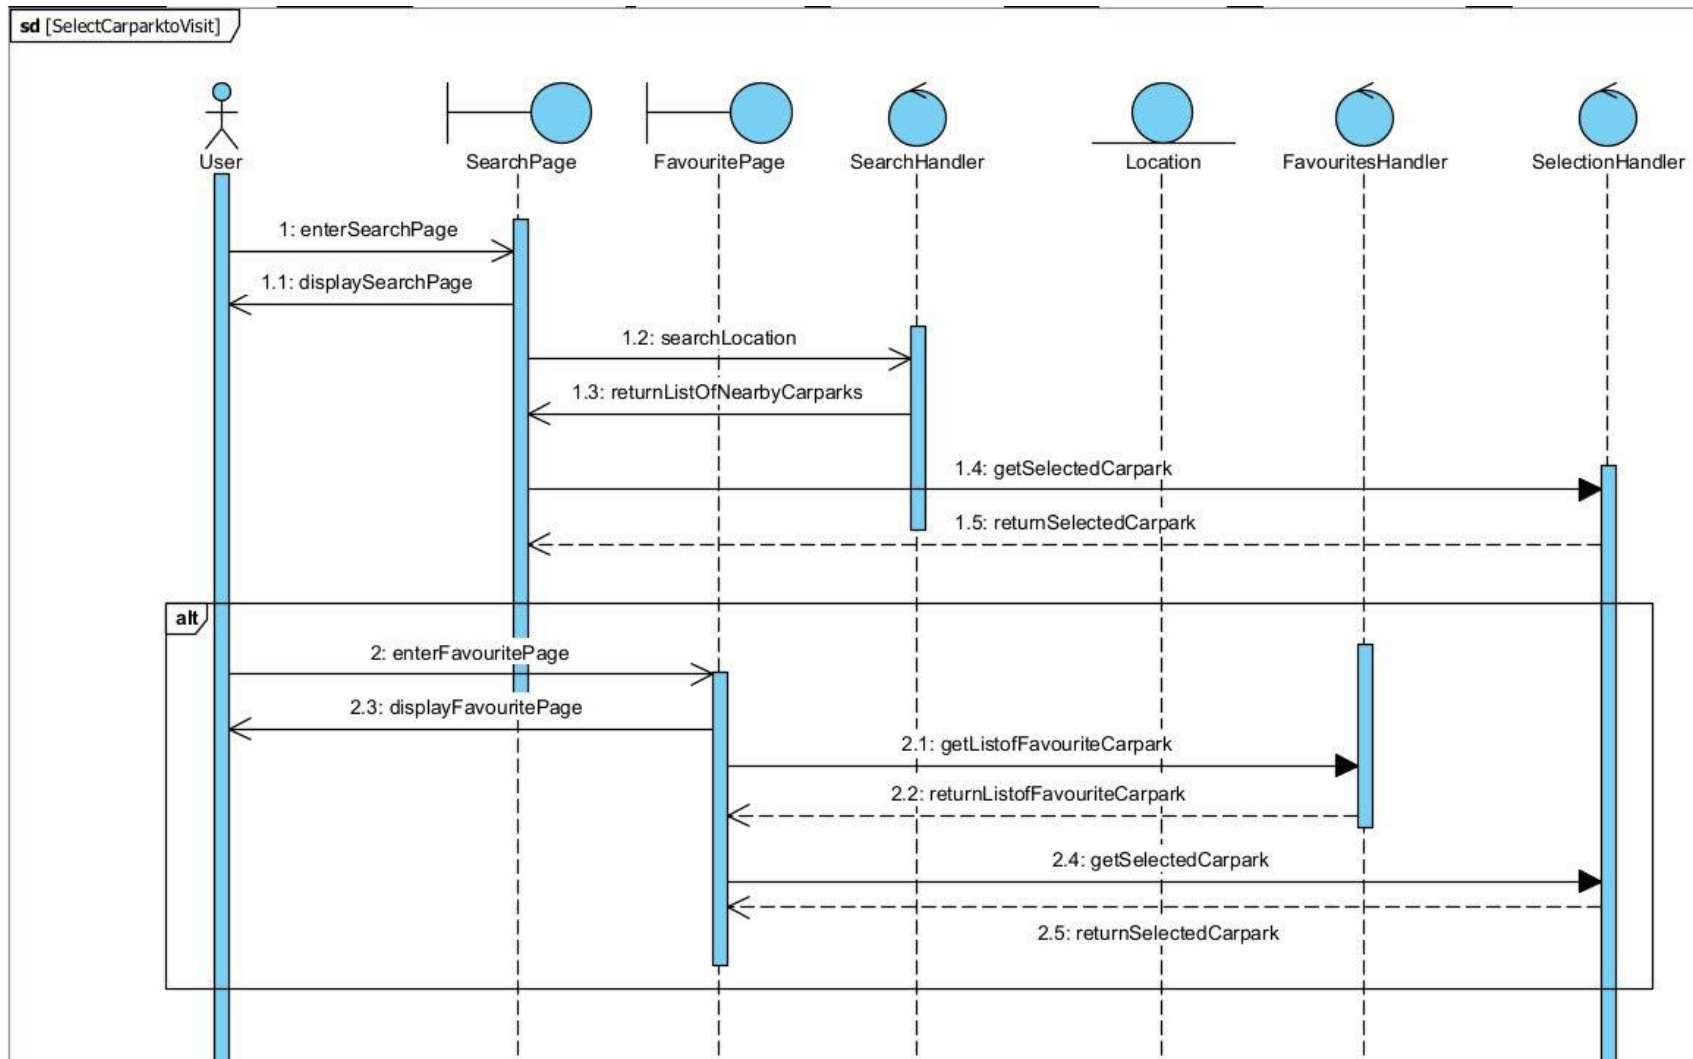 sd [SelectCarparktoVisit]
User
SearchPage
FavouritePage
SearchHandler
Location
FavouritesHandler
SelectionHandler
1: enterSearchPage
1.1: displaySearchPage
1.2: searchLocation
1.3: returnListOfNearbyCarparks
1.4: getSelectedCarpark
1.5: returnSelectedCarpark
alt
2: enterFavouritePage
2.3: displayFavouritePage
2.1: getListofFavouriteCarpark
2.2: returnListofFavouriteCarpark
2.4: getSelectedCarpark
2.5: returnSelectedCarpark